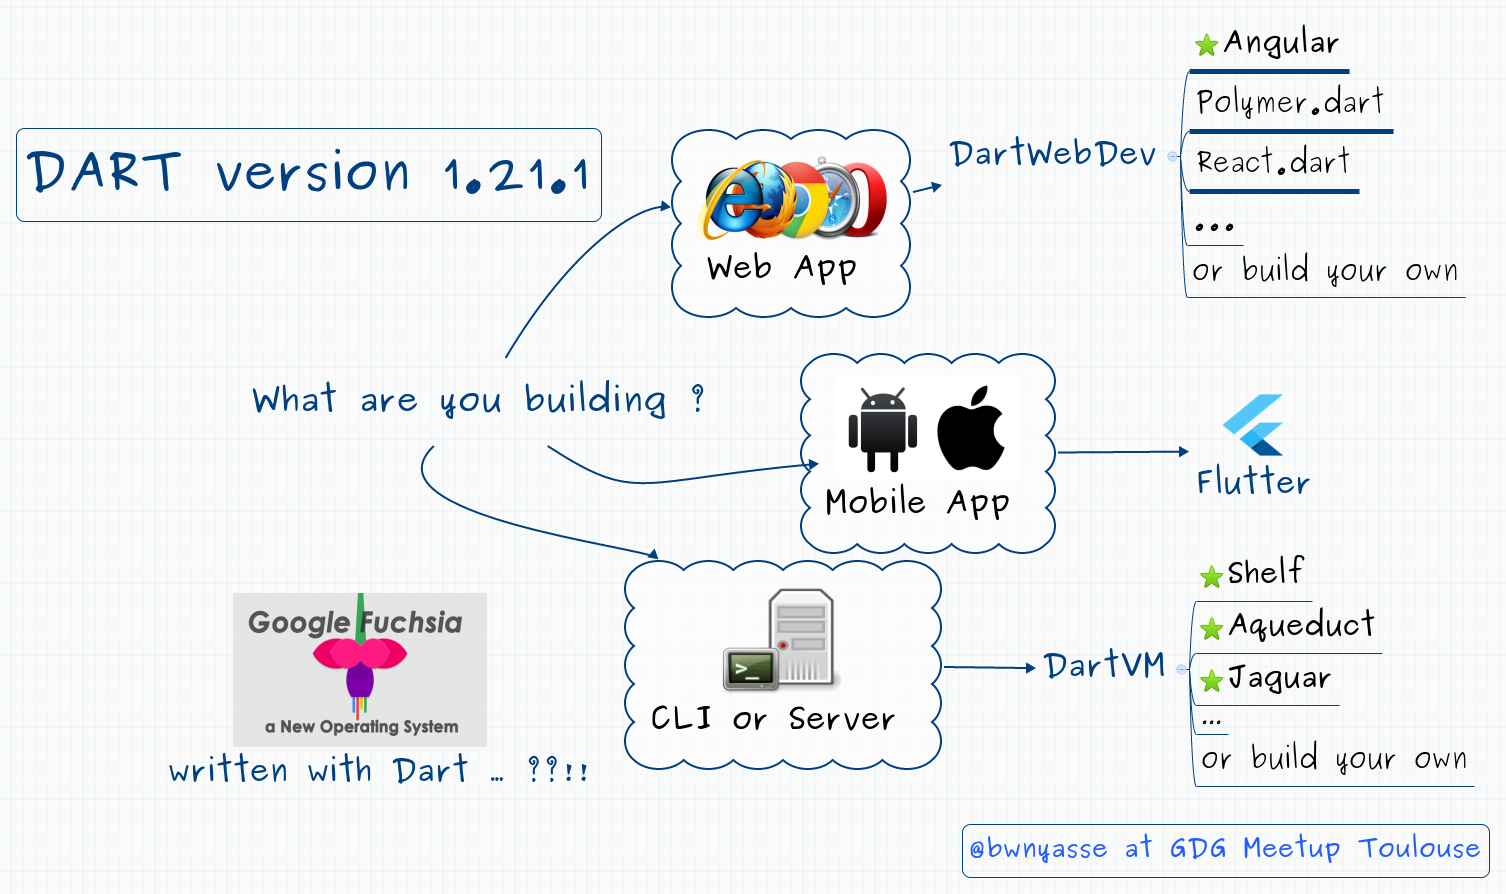 DART version 1.21.1
What are you building ?
Web App
DartWebDev
Angular
Polymer.dart
React.dart
...
or build your own
Mobile App
Flutter
CLI or Server
>_
DartVM
Shelf
Aqueduct
Jaguar
...
or build your own
Google Fuchsia
a New Operating System
written with Dart ... ??!!
@bwnyasse at GDG Meetup Toulouse